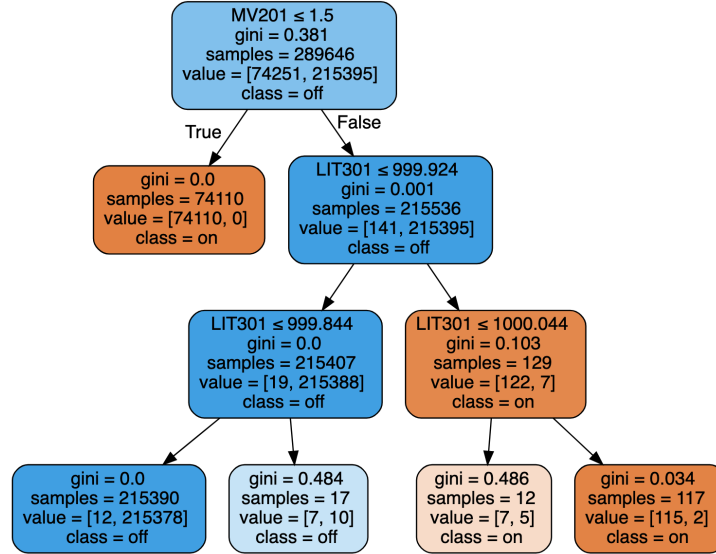 MV201 ≤ 1.5
gini = 0.381
samples = 289646
value = [74251, 215395]
class = off
True
False
gini = 0.0
samples = 74110
value = [74110, 0]
class = on
LIT301 ≤ 999.924
gini = 0.001
samples = 215536
value = [141, 215395]
class = off
LIT301 ≤ 999.844
gini = 0.0
samples = 215407
value = [19, 215388]
class = off
LIT301 ≤ 1000.044
gini = 0.103
samples = 129
value = [122, 7]
class = on
gini = 0.0
samples = 215390
value = [12, 215378]
class = off
gini = 0.484
samples = 17
value = [7, 10]
class = off
gini = 0.486
samples = 12
value = [7, 5]
class = on
gini = 0.034
samples = 117
value = [115, 2]
class = on